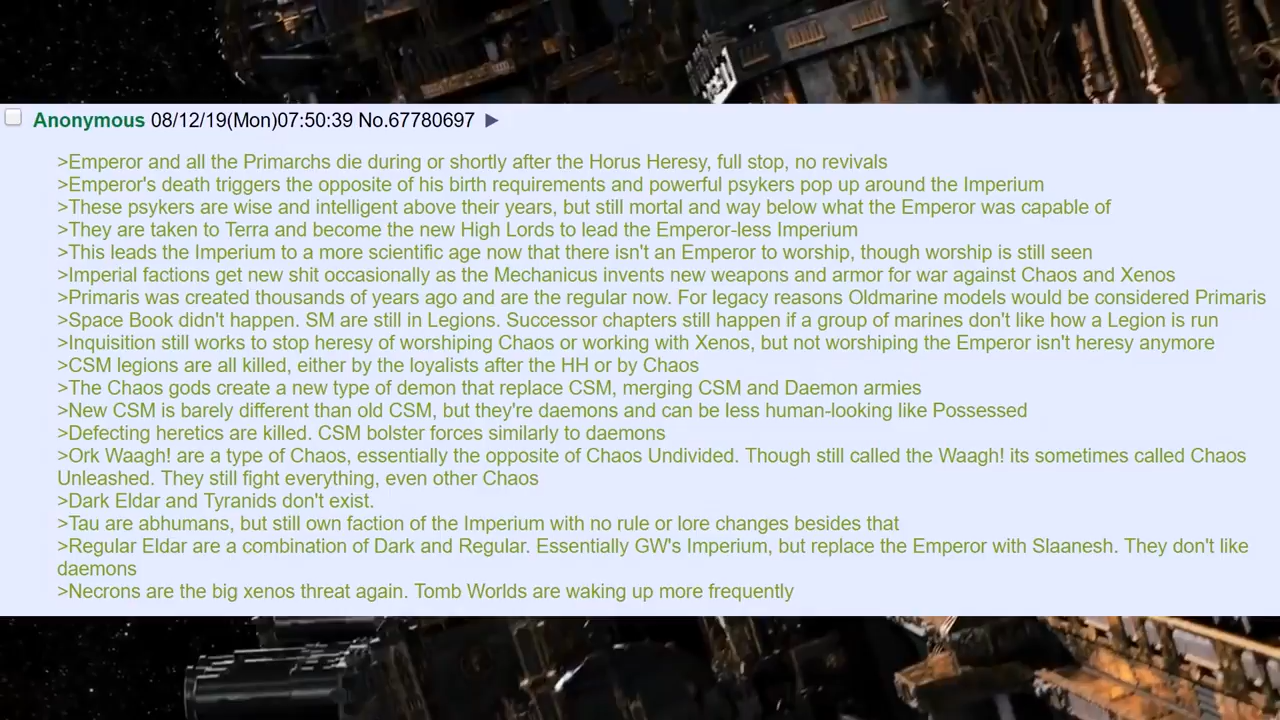 Anonymous 08/12/19(Mon)07:50:39 No.67780697 ▶
>Emperor and all the Primarchs die during or shortly after the Horus Heresy, full stop, no revivals
>Emperor's death triggers the opposite of his birth requirements and powerful psykers pop up around the Imperium
>These psykers are wise and intelligent above their years, but still mortal and way below what the Emperor was capable of
>They are taken to Terra and become the new High Lords to lead the Emperor-less Imperium
>This leads the Imperium to a more scientific age now that there isn't an Emperor to worship, though worship is still seen
>Imperial factions get new shit occasionally as the Mechanicus invents new weapons and armor for war against Chaos and Xenos
>Primaris was created thousands of years ago and are the regular now. For legacy reasons Oldmarine models would be considered Primaris
>Space Book didn't happen. SM are still in Legions. Successor chapters still happen if a group of marines don't like how a Legion is run
>Inquisition still works to stop heresy of worshiping Chaos or working with Xenos, but not worshiping the Emperor isn't heresy anymore
>CSM legions are all killed, either by the loyalists after the HH or by Chaos
>The Chaos gods create a new type of demon that replace CSM, merging CSM and Daemon armies
>New CSM is barely different than old CSM, but they're daemons and can be less human-looking like Possessed
>Defecting heretics are killed. CSM bolster forces similarly to daemons
>Ork Waagh! are a type of Chaos, essentially the opposite of Chaos Undivided. Though still called the Waagh! its sometimes called Chaos
Unleashed. They still fight everything, even other Chaos
>Dark Eldar and Tyranids don't exist.
>Tau are abhumans, but still own faction of the Imperium with no rule or lore changes besides that
>Regular Eldar are a combination of Dark and Regular. Essentially GW's Imperium, but replace the Emperor with Slaanesh. They don't like
daemons
>Necrons are the big xenos threat again. Tomb Worlds are waking up more frequently